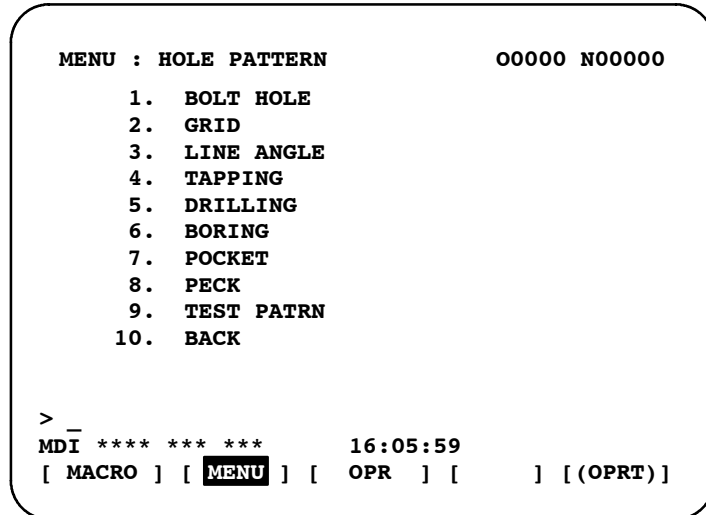 MENU : HOLE PATTERN O0000 N00000
1. BOLT HOLE
2. GRID
3. LINE ANGLE
4. TAPPING
5. DRILLING
6. BORING
7. POCKET
8. PECK
9. TEST PATRN
10. BACK
> _
MDI **** *** *** 16:05:59
[ MACRO ] [ MENU ] [ OPR ] [ ] [(OPRT)]